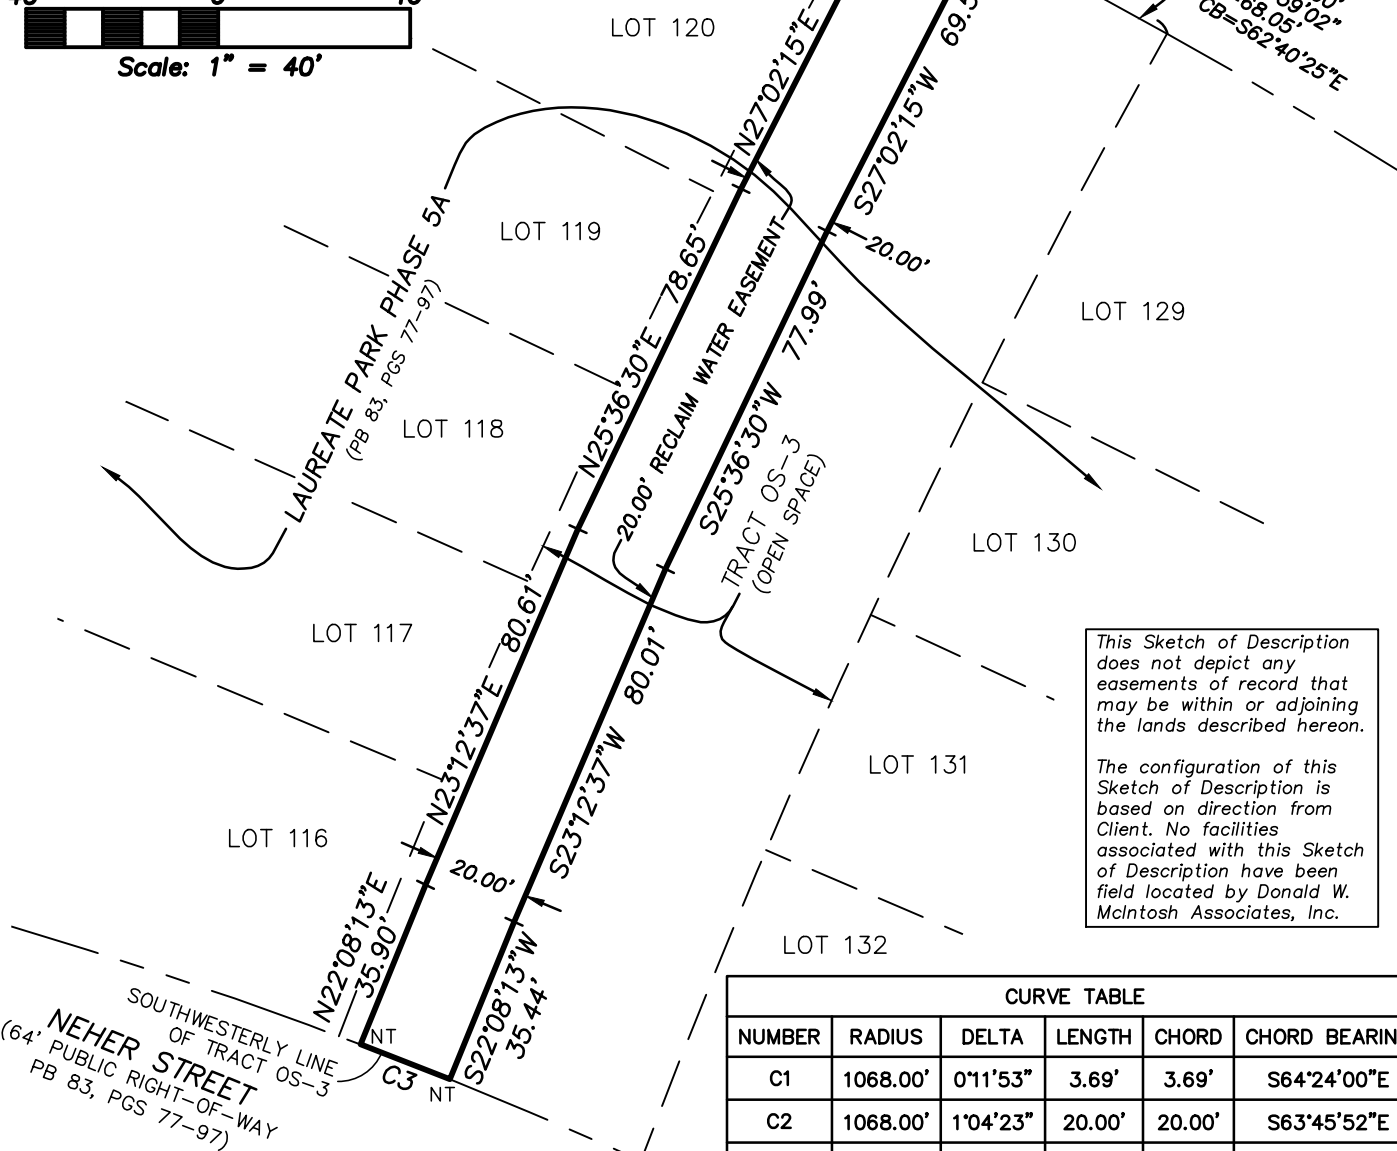 Scale: 1" = 40'
LOT 120
N27°02'15"E
69.5
S27°02'15"W
59'02"
68.05'
CB=S62°40'25"E
LOT 119
LAUREATE PARK PHASE 5A
(PB 83, PGS 77-97)
N25°36'30"E 78.65'
20.00' RECLAIM WATER EASEMENT
S25°36'30"W 77.99'
20.00'
LOT 129
LOT 118
TRACT OS-3
(OPEN SPACE)
LOT 130
LOT 117
N23°12'37"E 80.61'
S23°12'37"W 80.01'
LOT 131
LOT 116
20.00'
N22°08'13"E
35.90'
S22°08'13"W
35.44'
LOT 132
SOUTHWESTERLY LINE
OF TRACT OS-3
NEHER STREET
(64' PUBLIC RIGHT-OF-WAY
PB 83, PGS 77-97)
NT
C3
NT
This Sketch of Description
does not depict any
easements of record that
may be within or adjoining
the lands described hereon.
The configuration of this
Sketch of Description is
based on direction from
Client. No facilities
associated with this Sketch
of Description have been
field located by Donald W.
McIntosh Associates, Inc.
CURVE TABLE
NUMBER RADIUS DELTA LENGTH CHORD CHORD BEARIN
C1 1068.00' 0°11'53" 3.69' 3.69' S64°24'00"E
C2 1068.00' 1°04'23" 20.00' 20.00' S63°45'52"E